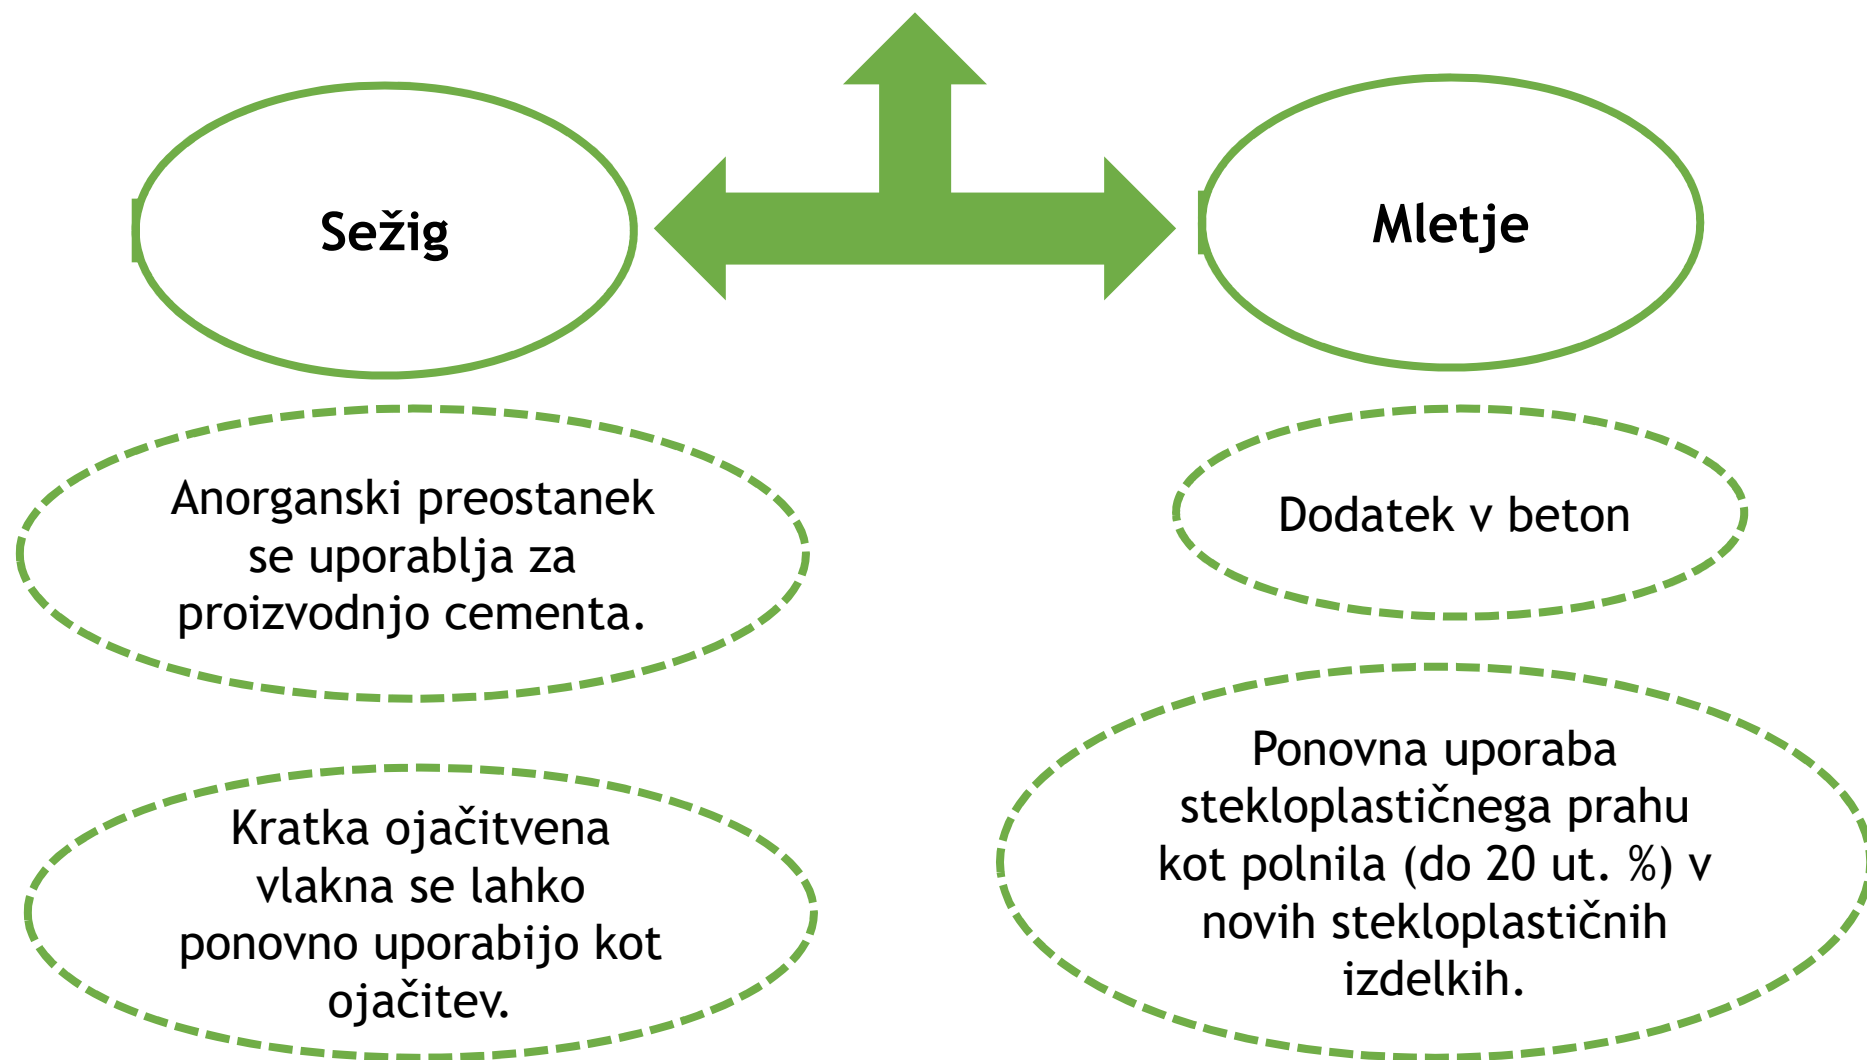 Sežig
Mletje
Anorganski preostanek
se uporablja za
proizvodnjo cementa.
Dodatek v beton
Kratka ojačitvena
vlakna se lahko
ponovno uporabijo kot
ojačitev.
Ponovna uporaba
stekloplastičnega prahu
kot polnila (do 20 ut. %) v
novih stekloplastičnih
izdelkih.